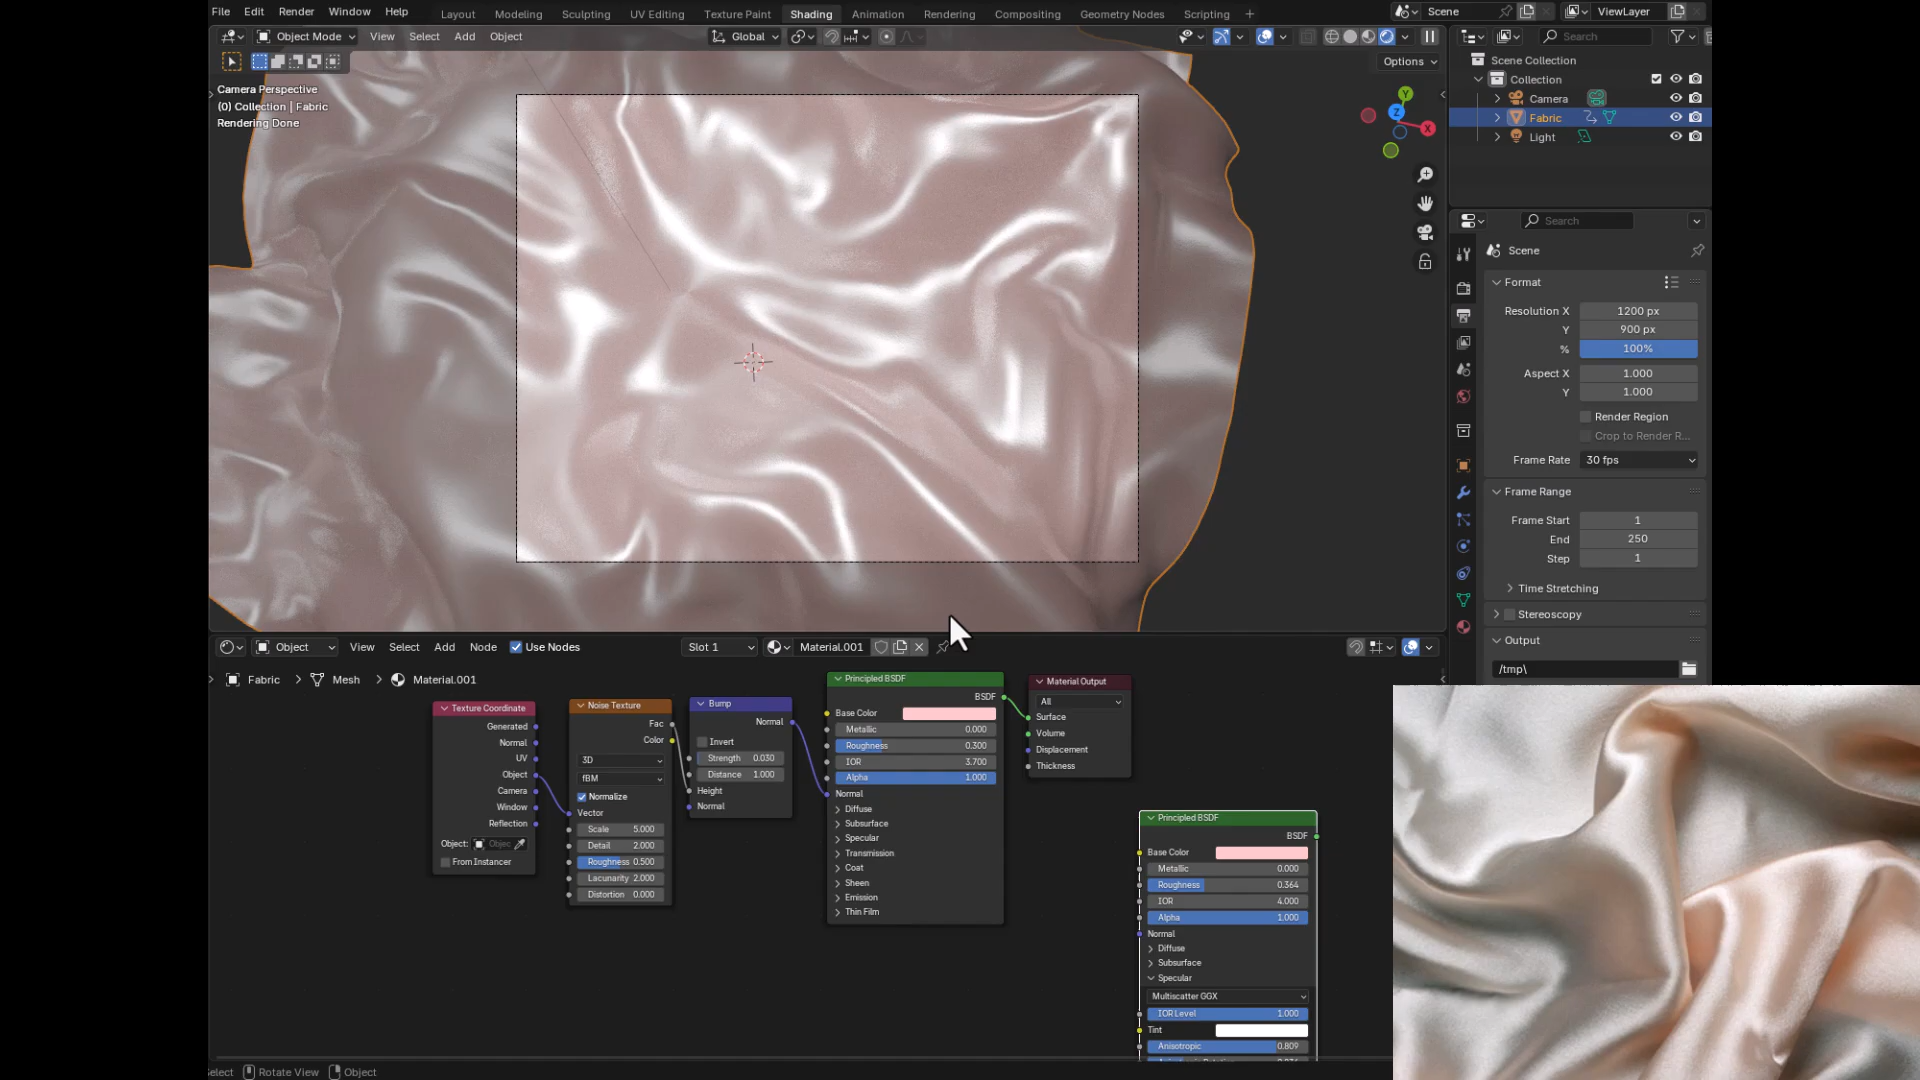 File Edit Render Window Help Layout Modeling Sculpting UV Editing Texture Paint Shading Animation Rendering Compositing Geometry Nodes Scripting + Scene ViewLayer
Object Mode View Select Add Object Global Search
Options
Camera Perspective
(0) Collection | Fabric
Rendering Done
Y
Z
X
Scene Collection
Collection
Camera
Fabric
Light
Search
Scene
Format
Resolution X 1200 px
Y 900 px
% 100%
Aspect X 1.000
Y 1.000
Render Region
Crop to Render R...
Frame Rate 30 fps
Frame Range
Frame Start 1
End 250
Step 1
Time Stretching
Stereoscopy
Output
/tmp\
Object View Select Add Node Use Nodes Slot 1 Material.001
Fabric > Mesh > Material.001
Texture Coordinate
Generated
Normal
UV
Object
Camera
Window
Reflection
Object: Objec
From Instancer
Noise Texture
Fac
Color
3D
fBM
Normalize
Vector
Scale 5.000
Detail 2.000
Roughness 0.500
Lacunarity 2.000
Distortion 0.000
Bump
Normal
Invert
Strength 0.030
Distance 1.000
Height
Normal
Principled BSDF
BSDF
Base Color
Metallic 0.000
Roughness 0.300
IOR 3.700
Alpha 1.000
Normal
Diffuse
Subsurface
Specular
Transmission
Coat
Sheen
Emission
Thin Film
Material Output
All
Surface
Volume
Displacement
Thickness
Principled BSDF
BSDF
Base Color
Metallic 0.000
Roughness 0.364
IOR 4.000
Alpha 1.000
Normal
Diffuse
Subsurface
Specular
Multiscatter GGX
IOR Level 1.000
Tint
Anisotropic 0.809
elect Rotate View Object